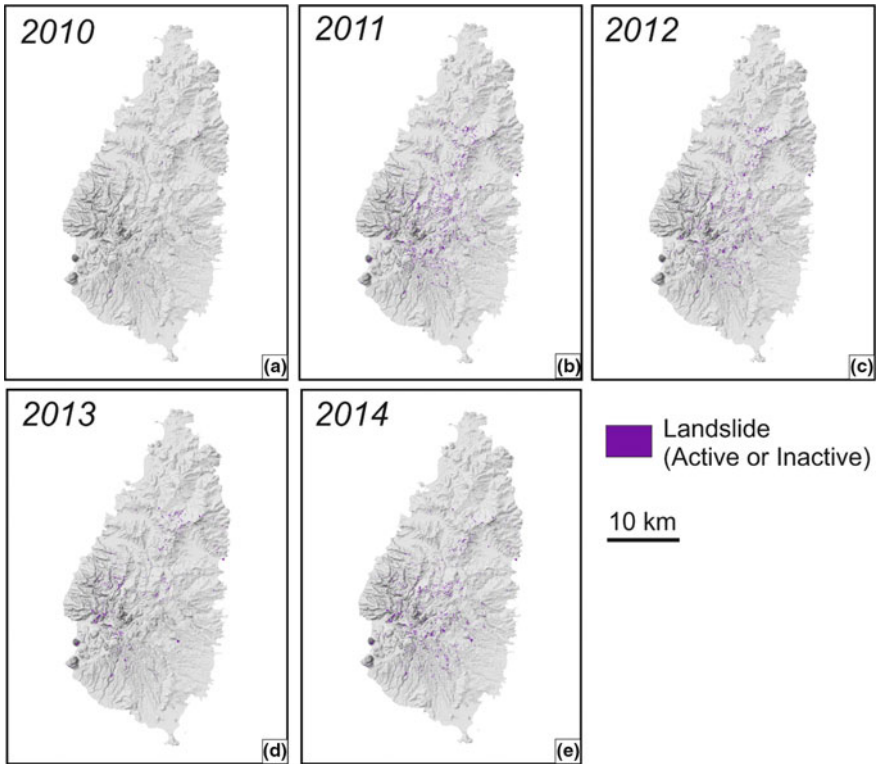 2010
(a)
2011
(b)
2012
(c)
2013
(d)
2014
(e)
Landslide
(Active or Inactive)
10 km